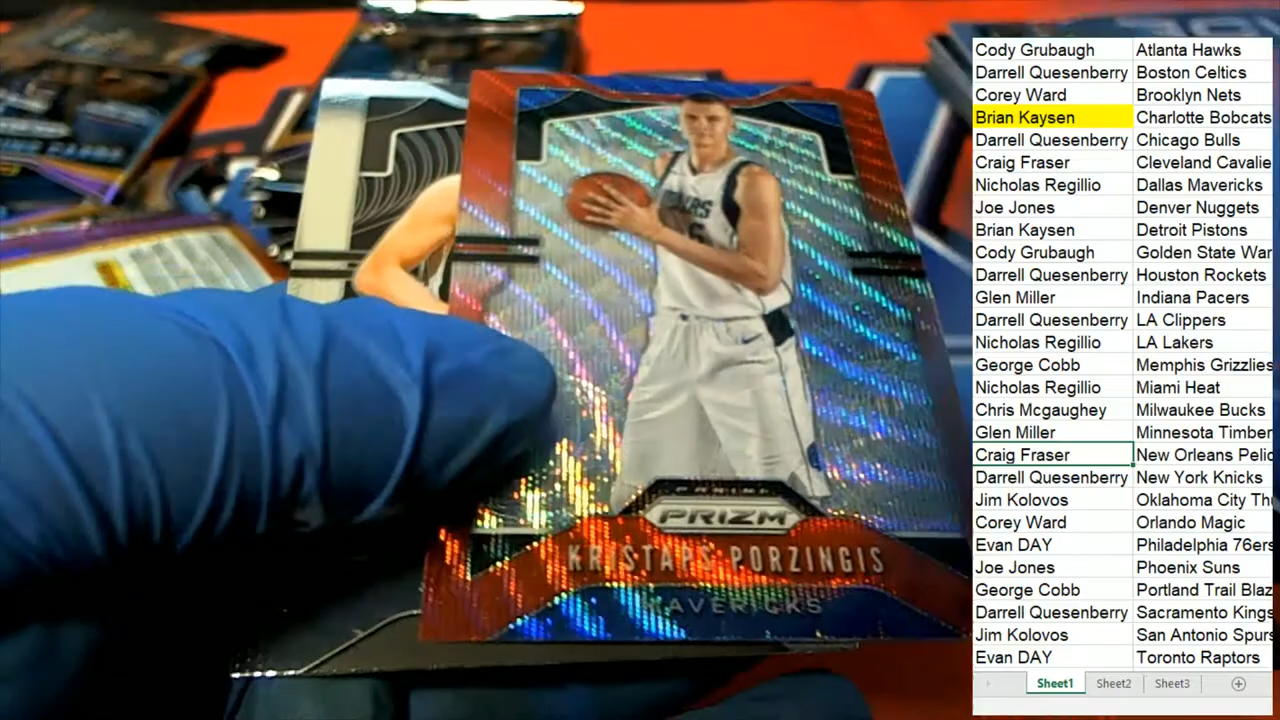 KRISTAPS PORZINGIS
MAVERICKS
PANINI
PRIZM
Cody Grubaugh Atlanta Hawks
Darrell Quesenberry Boston Celtics
Corey Ward Brooklyn Nets
Brian Kaysen Charlotte Bobcats
Darrell Quesenberry Chicago Bulls
Craig Fraser Cleveland Cavalie
Nicholas Regillio Dallas Mavericks
Joe Jones Denver Nuggets
Brian Kaysen Detroit Pistons
Cody Grubaugh Golden State War
Darrell Quesenberry Houston Rockets
Glen Miller Indiana Pacers
Darrell Quesenberry LA Clippers
Nicholas Regillio LA Lakers
George Cobb Memphis Grizzlies
Nicholas Regillio Miami Heat
Chris Mcgaughey Milwaukee Bucks
Glen Miller Minnesota Timber
Craig Fraser New Orleans Pelic
Darrell Quesenberry New York Knicks
Jim Kolovos Oklahoma City Thu
Corey Ward Orlando Magic
Evan DAY Philadelphia 76ers
Joe Jones Phoenix Suns
George Cobb Portland Trail Blaz
Darrell Quesenberry Sacramento Kings
Jim Kolovos San Antonio Spurs
Evan DAY Toronto Raptors
Sheet1 Sheet2 Sheet3